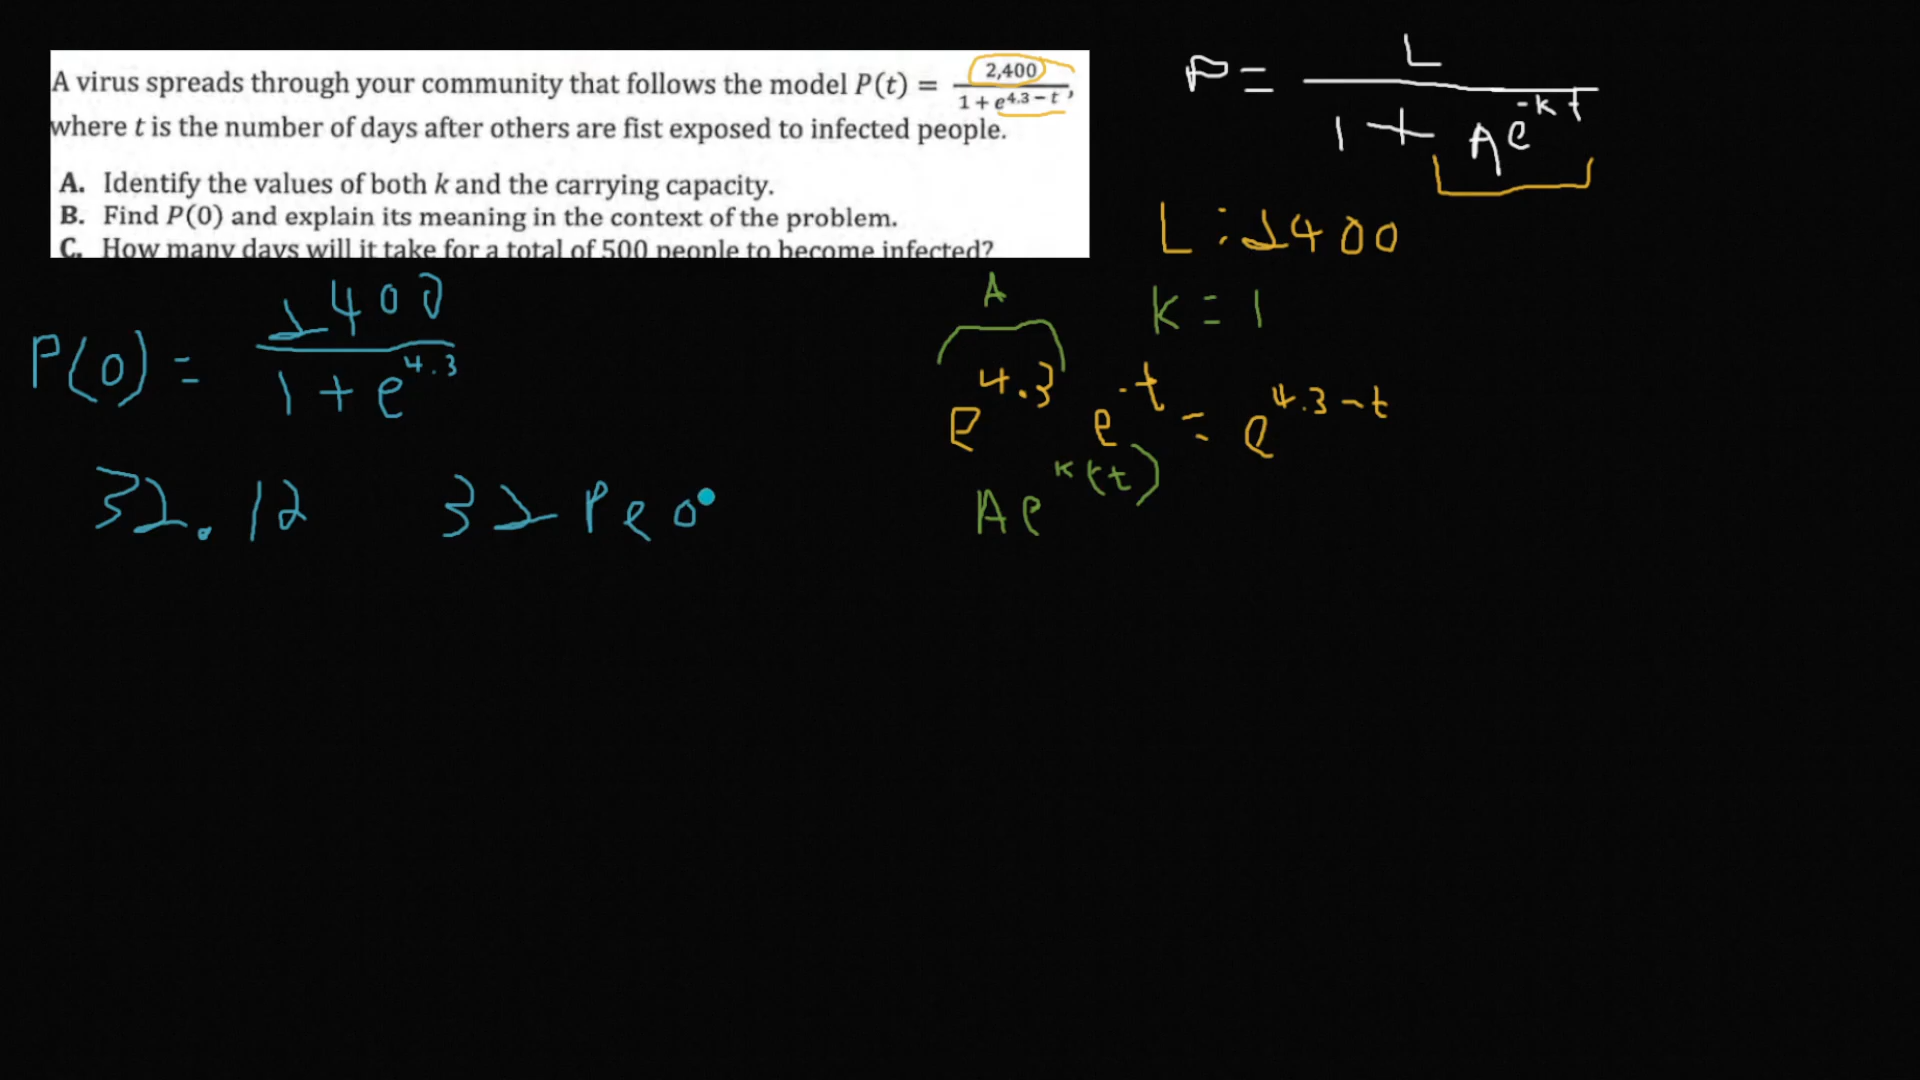 A virus spreads through your community that follows the model P(t) = 2,400 / 1 + e^4.3 − t,
where t is the number of days after others are fist exposed to infected people.
A. Identify the values of both k and the carrying capacity.
B. Find P(0) and explain its meaning in the context of the problem.
C. How many days will it take for a total of 500 people to become infected?
P = L / 1 + Ae^-kt
L : 2400
k = 1
A
e^4.3 e^-t = e^4.3-t
Ae^k(t)
P(0) = 2400 / 1 + e^4.3
32.12 32 Peo